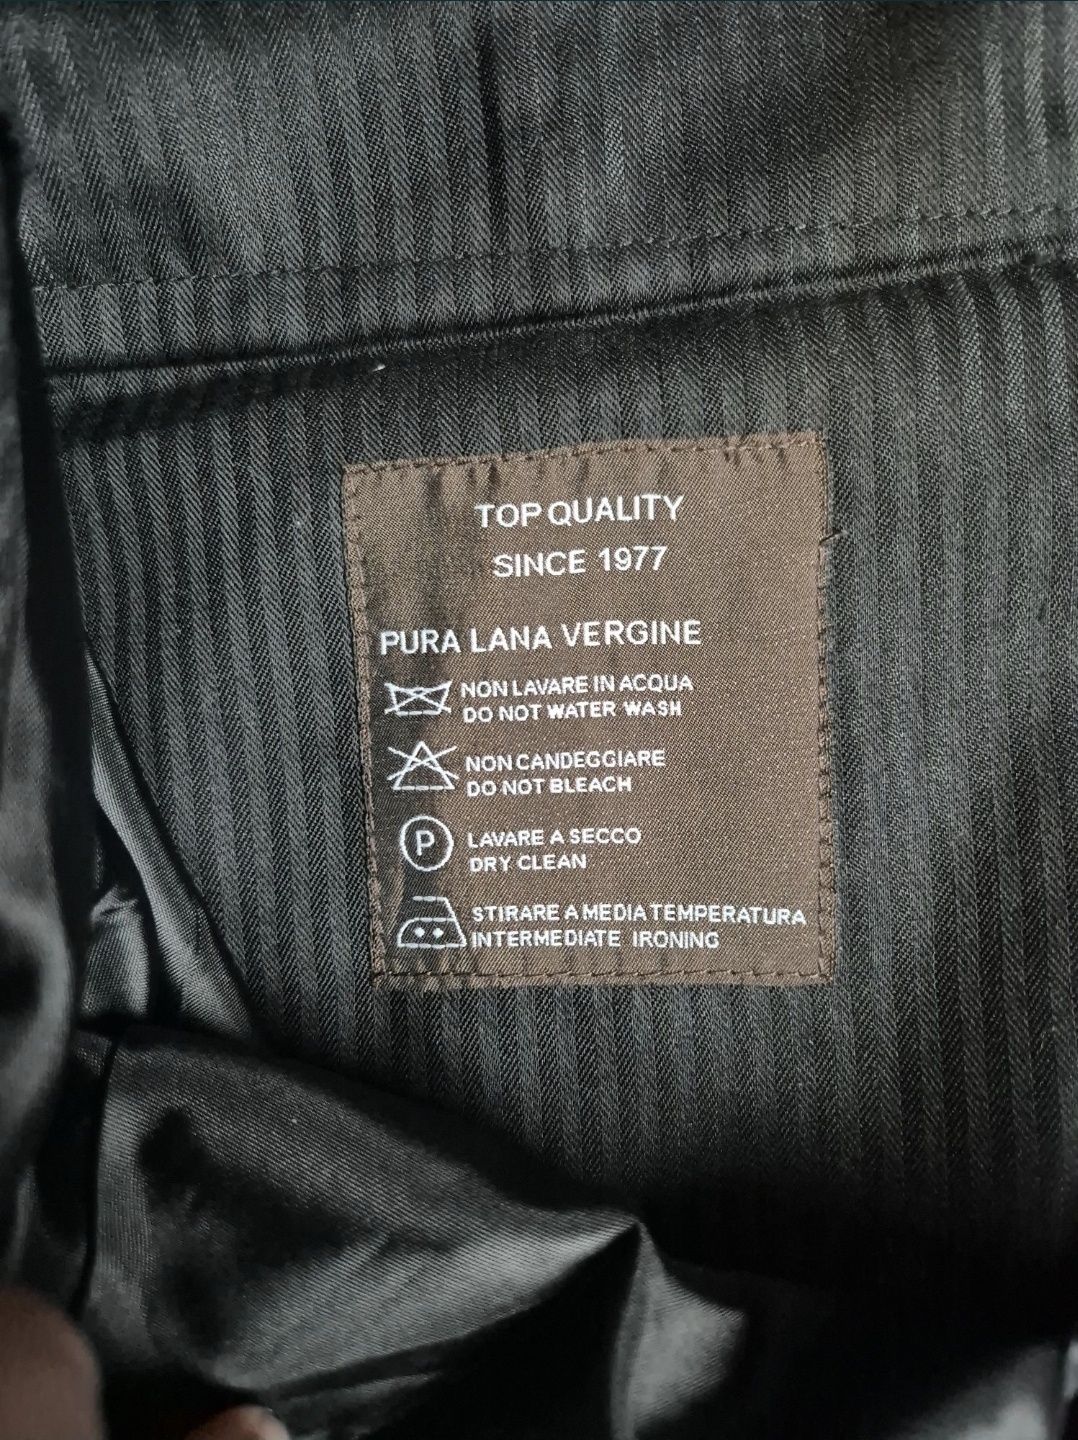 TOP QUALITY
SINCE 1977
PURA LANA VERGINE
NON LAVARE IN ACQUA
DO NOT WATER WASH
NON CANDEGGIARE
DO NOT BLEACH
P
LAVARE A SECCO
DRY CLEAN
STIRARE A MEDIA TEMPERATURA
INTERMEDIATE IRONING